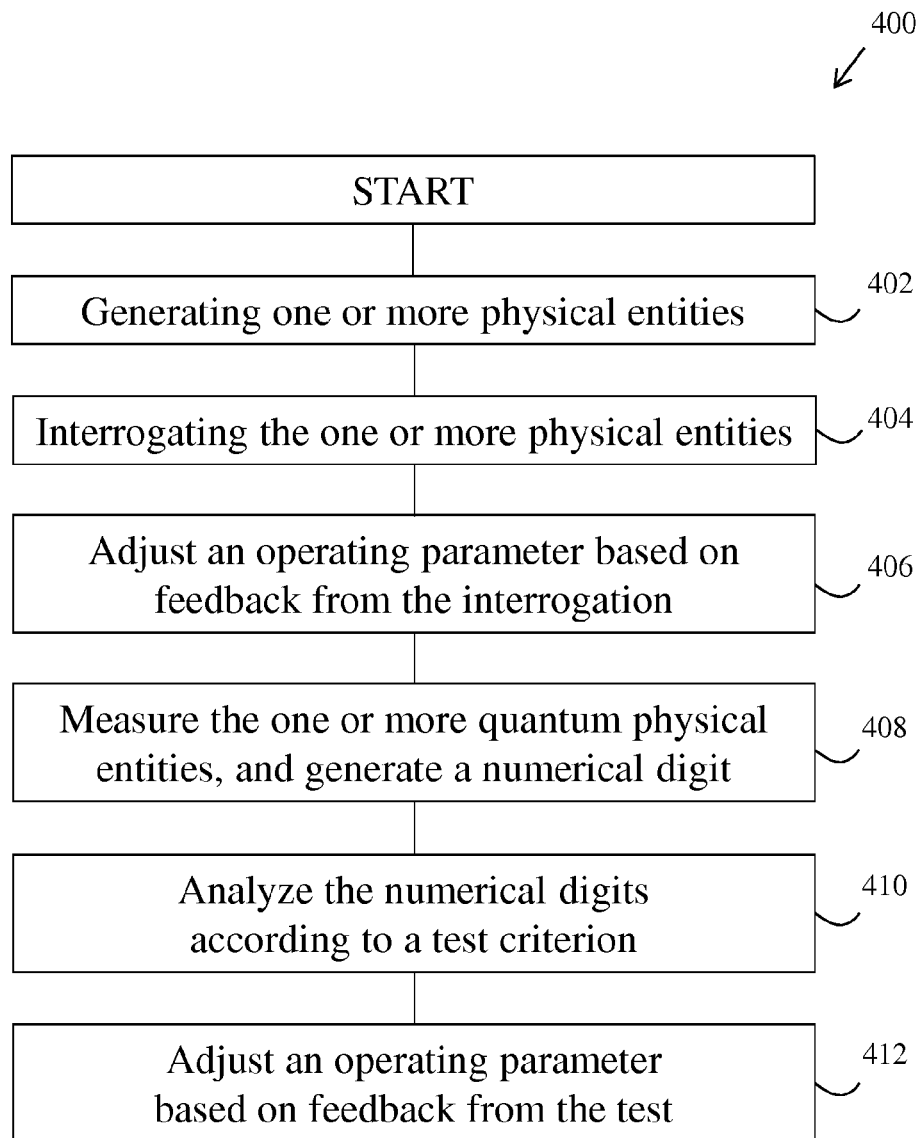 400
START
402
Generating one or more physical entities
404
Interrogating the one or more physical entities
Adjust an operating parameter based on
feedback from the interrogation
406
Measure the one or more quantum physical
entities, and generate a numerical digit
408
Analyze the numerical digits
according to a test criterion
410
Adjust an operating parameter
based on feedback from the test
412